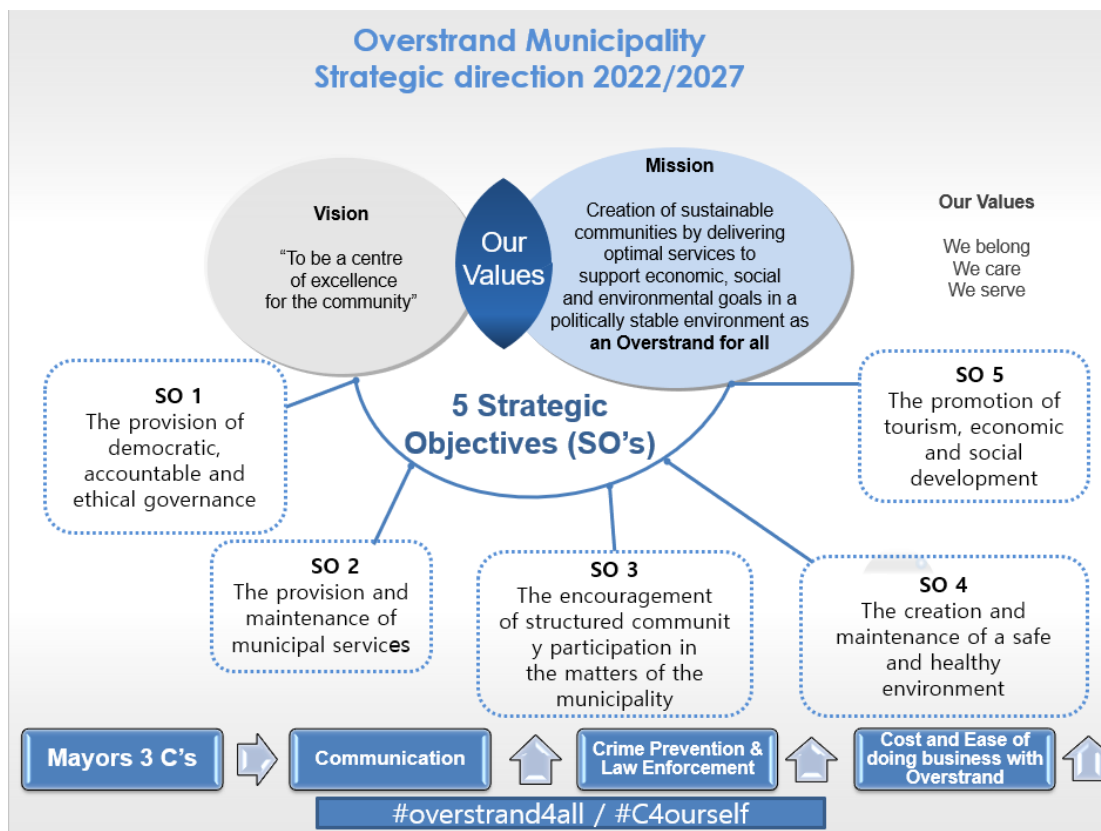 Overstrand Municipality
Strategic direction 2022/2027
Vision
“To be a centre
of excellence
for the community”
Our
Values
Mission
Creation of sustainable
communities by delivering
optimal services to
support economic, social
and environmental goals in a
politically stable environment as
an Overstrand for all
Our Values
We belong
We care
We serve
5 Strategic
Objectives (SO’s)
SO 1
The provision of
democratic,
accountable and
ethical governance
SO 2
The provision and
maintenance of
municipal services
SO 3
The encouragement
of structured communit
y participation in
the matters of the
municipality
SO 4
The creation and
maintenance of a safe
and healthy
environment
SO 5
The promotion of
tourism, economic
and social
development
Mayors 3 C’s
Communication
Crime Prevention &
Law Enforcement
Cost and Ease of
doing business with
Overstrand
#overstrand4all / #C4ourself